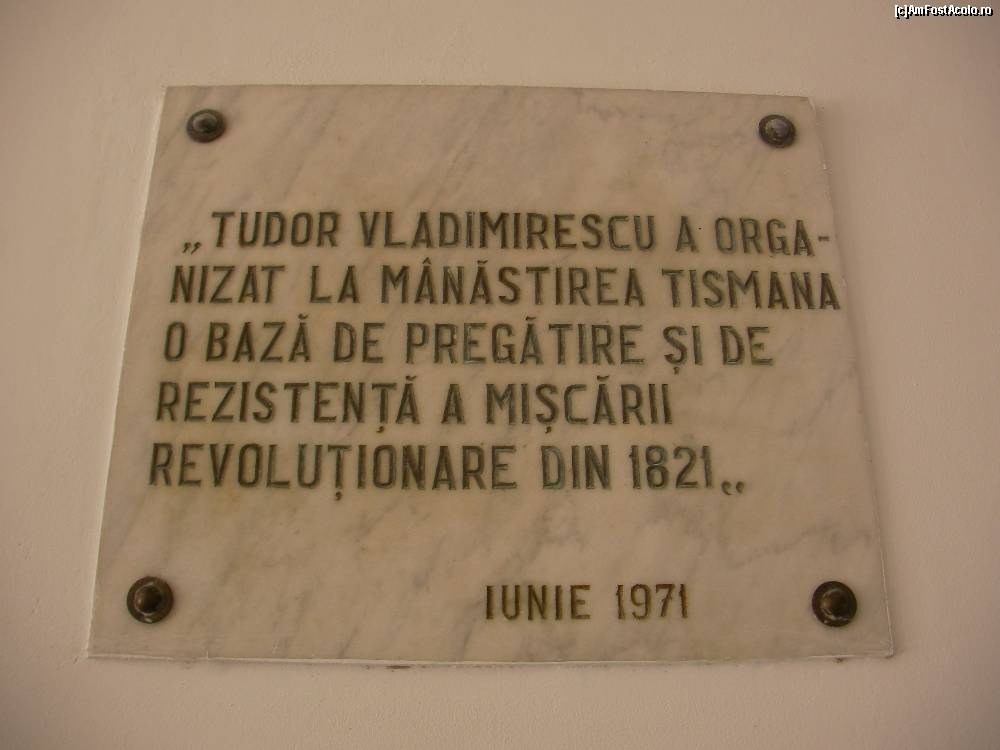 [c]AmFostAcolo.ro
„TUDOR VLADIMIRESCU A ORGA-
NIZAT LA MÂNĂSTIREA TISMANA
O BAZĂ DE PREGĂTIRE ȘI DE
REZISTENȚĂ A MIȘCĂRII
REVOLUȚIONARE DIN 1821„
IUNIE 1971